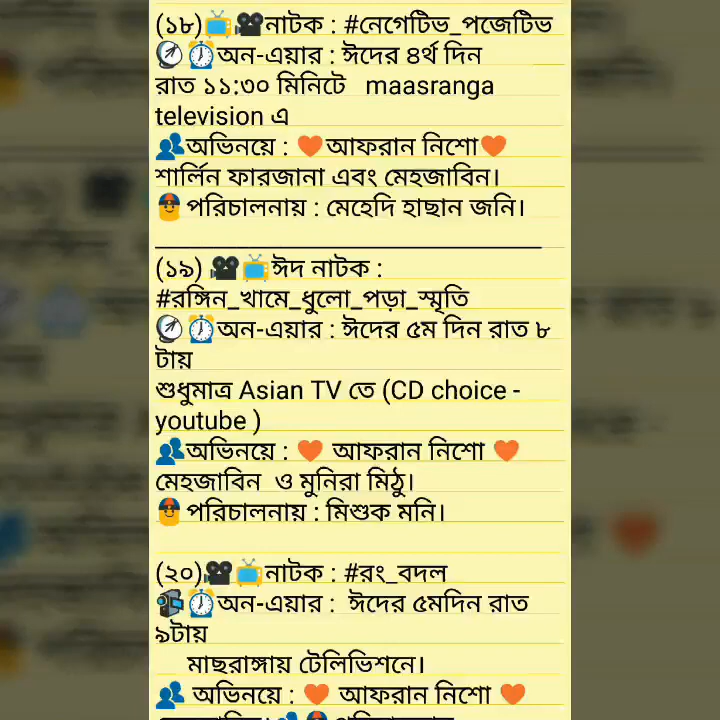 (১৮)📺🎥নাটক : #নেগেটিভ_পজেটিভ
🧭⏰অন-এয়ার : ঈদের ৪র্থ দিন
রাত ১১:৩০ মিনিটে maasranga
television এ
👥অভিনয়ে : 🧡আফরান নিশো🧡
শার্লিন ফারজানা এবং মেহজাবিন।
👲 পরিচালনায় : মেহেদি হাছান জনি।
(১৯) 🎥📺ঈদ নাটক :
#রঙ্গিন_খামে_ধুলো_পড়া_স্মৃতি
🧭⏰অন-এয়ার : ঈদের ৫ম দিন রাত ৮
টায়
শুধুমাত্র Asian TV তে (CD choice -
youtube )
👥অভিনয়ে : 🧡 আফরান নিশো 🧡
মেহজাবিন ও মুনিরা মিঠু।
👲 পরিচালনায় : মিশুক মনি।
(২০)🎥📺নাটক : #রং_বদল
📹⏰অন-এয়ার : ঈদের ৫মদিন রাত
৯টায়
মাছরাঙ্গায় টেলিভিশনে।
👥 অভিনয়ে : 🧡 আফরান নিশো 🧡